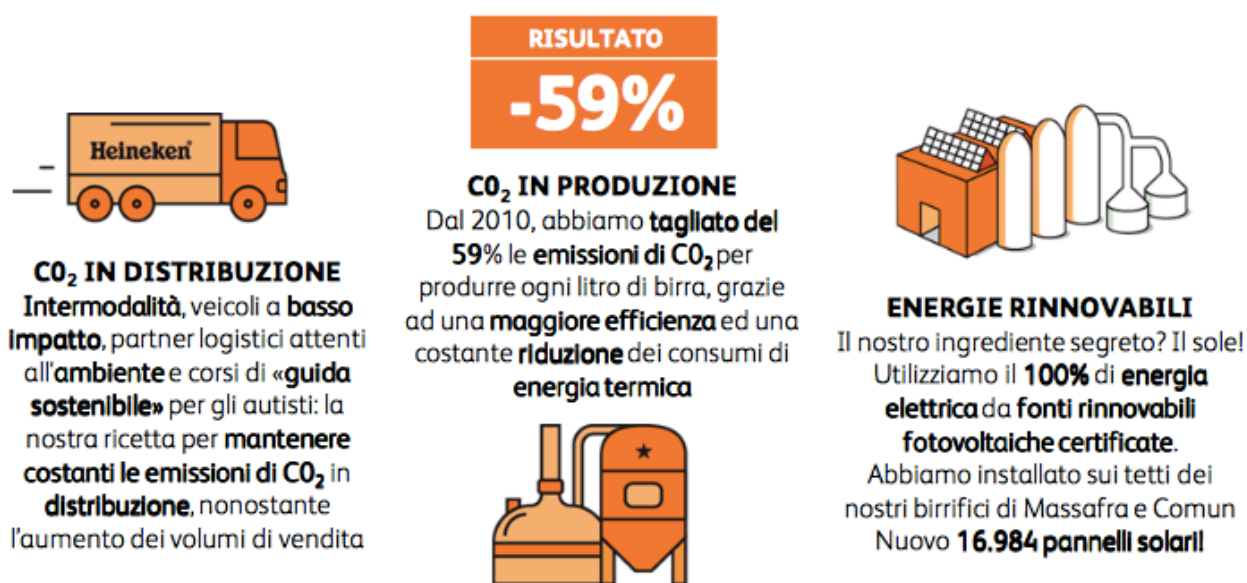 Heineken
CO₂ IN DISTRIBUZIONE
Intermodalità, veicoli a basso
impatto, partner logistici attenti
all'ambiente e corsi di «guida
sostenibile» per gli autisti: la
nostra ricetta per mantenere
costanti le emissioni di CO₂ in
distribuzione, nonostante
l'aumento dei volumi di vendita
RISULTATO
-59%
CO₂ IN PRODUZIONE
Dal 2010, abbiamo tagliato del
59% le emissioni di CO₂ per
produrre ogni litro di birra, grazie
ad una maggiore efficienza ed una
costante riduzione dei consumi di
energia termica
ENERGIE RINNOVABILI
Il nostro ingrediente segreto? Il sole!
Utilizziamo il 100% di energia
elettrica da fonti rinnovabili
fotovoltaiche certificate.
Abbiamo installato sui tetti dei
nostri birrifici di Massafra e Comun
Nuovo 16.984 pannelli solari!